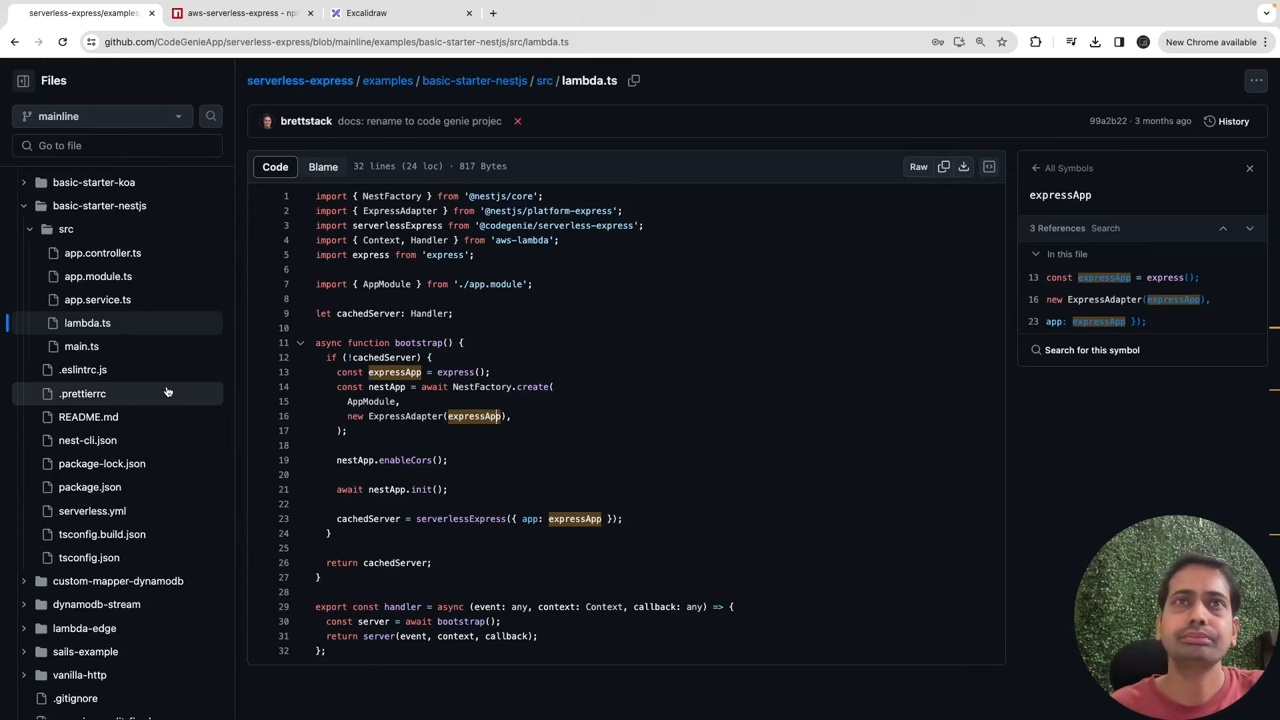 serverless-express/examples
aws-serverless-express - npm
Excalidraw
github.com/CodeGenieApp/serverless-express/blob/mainline/examples/basic-starter-nestjs/src/lambda.ts
New Chrome available
Files
mainline
Go to file
basic-starter-koa
basic-starter-nestjs
src
app.controller.ts
app.module.ts
app.service.ts
lambda.ts
main.ts
.eslintrc.js
.prettierrc
README.md
nest-cli.json
package-lock.json
package.json
serverless.yml
tsconfig.build.json
tsconfig.json
custom-mapper-dynamodb
dynamodb-stream
lambda-edge
sails-example
vanilla-http
.gitignore
serverless-express / examples / basic-starter-nestjs / src / lambda.ts
brettstack docs: rename to code genie projec
99a2b22 · 3 months ago
History
Code
Blame
32 lines (24 loc) · 817 Bytes
Raw
1 import { NestFactory } from '@nestjs/core';
2 import { ExpressAdapter } from '@nestjs/platform-express';
3 import serverlessExpress from '@codegenie/serverless-express';
4 import { Context, Handler } from 'aws-lambda';
5 import express from 'express';
6
7 import { AppModule } from './app.module';
8
9 let cachedServer: Handler;
10
11 async function bootstrap() {
12 if (!cachedServer) {
13 const expressApp = express();
14 const nestApp = await NestFactory.create(
15 AppModule,
16 new ExpressAdapter(expressApp),
17 );
18
19 nestApp.enableCors();
20
21 await nestApp.init();
22
23 cachedServer = serverlessExpress({ app: expressApp });
24 }
25
26 return cachedServer;
27 }
28
29 export const handler = async (event: any, context: Context, callback: any) => {
30 const server = await bootstrap();
31 return server(event, context, callback);
32 };
All Symbols
expressApp
3 References Search
In this file
13 const expressApp = express();
16 new ExpressAdapter(expressApp),
23 app: expressApp });
Search for this symbol